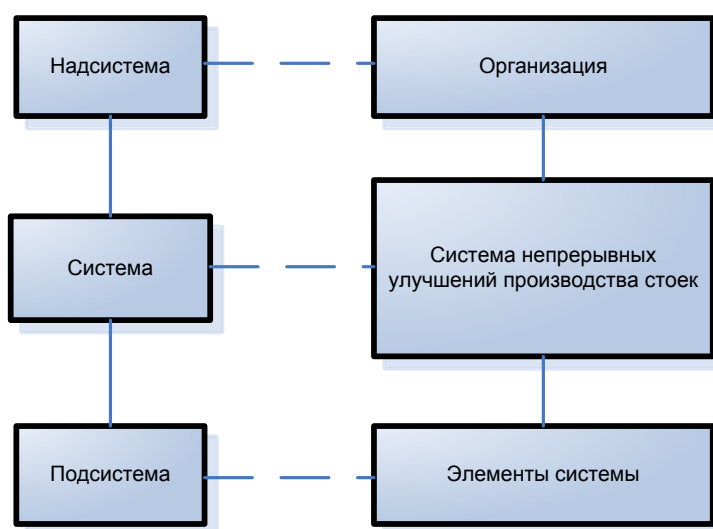 Надсистема
Организация
Система
Система непрерывных
улучшений производства стоек
Подсистема
Элементы системы